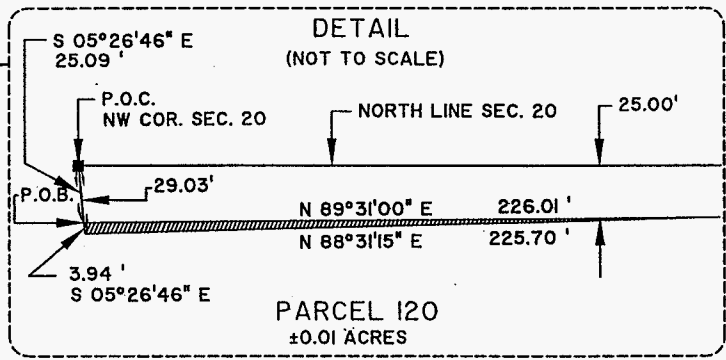 DETAIL
(NOT TO SCALE)
S 05°26'46" E
25.09 '
P.O.C.
NW COR. SEC. 20
NORTH LINE SEC. 20
25.00'
29.03'
P.O.B.
N 89°31'00" E 226.01 '
N 88°31'15" E 225.70 '
3.94 '
S 05°26'46" E
PARCEL 120
±0.01 ACRES